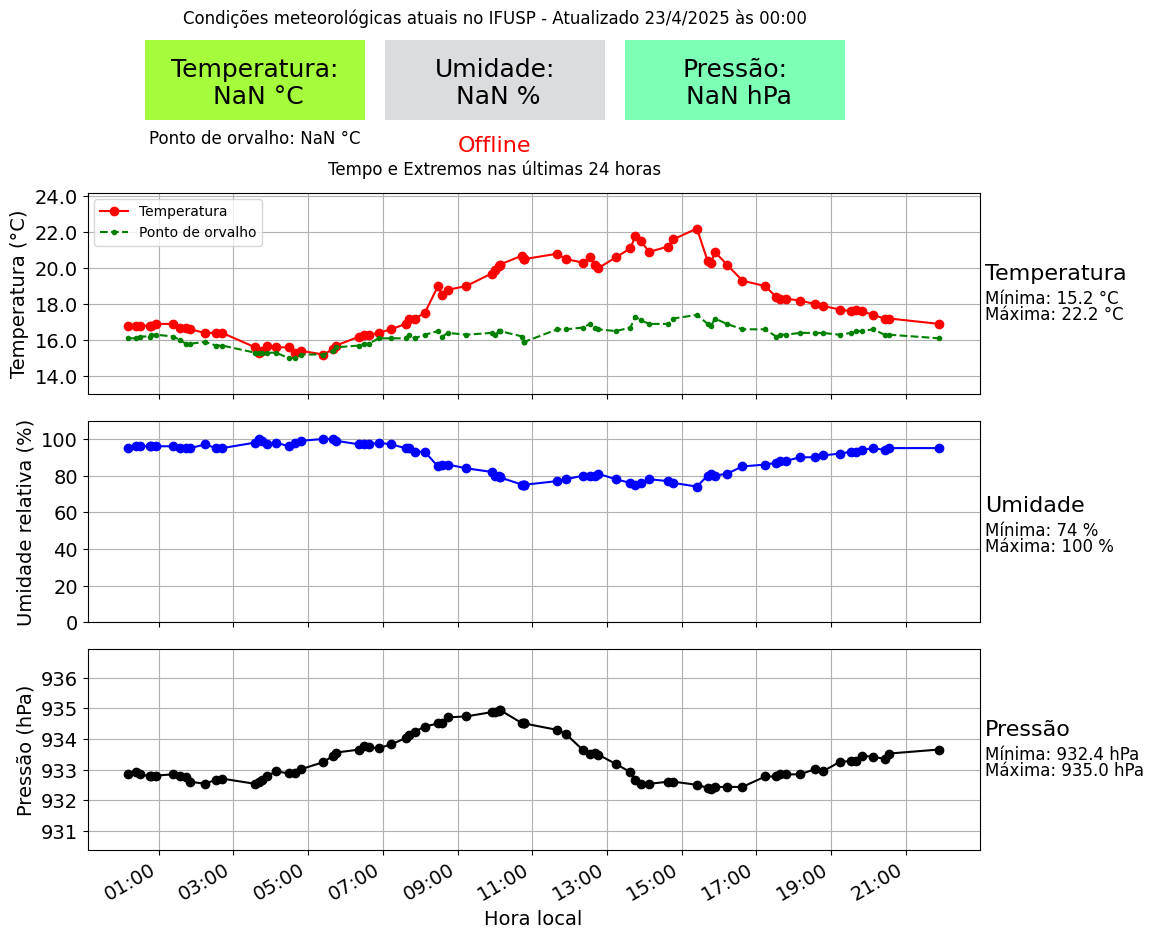 Condições meteorológicas atuais no IFUSP - Atualizado 23/4/2025 às 00:00
Temperatura:
NaN °C
Umidade:
NaN %
Pressão:
NaN hPa
Ponto de orvalho: NaN °C
Offline
Tempo e Extremos nas últimas 24 horas
Temperatura (°C)
24.0
22.0
20.0
18.0
16.0
14.0
Temperatura
Ponto de orvalho
Temperatura
Mínima: 15.2 °C
Máxima: 22.2 °C
Umidade relativa (%)
100
80
60
40
20
0
Umidade
Mínima: 74 %
Máxima: 100 %
Pressão (hPa)
936
935
934
933
932
931
Pressão
Mínima: 932.4 hPa
Máxima: 935.0 hPa
01:00
03:00
05:00
07:00
09:00
11:00
13:00
15:00
17:00
19:00
21:00
Hora local